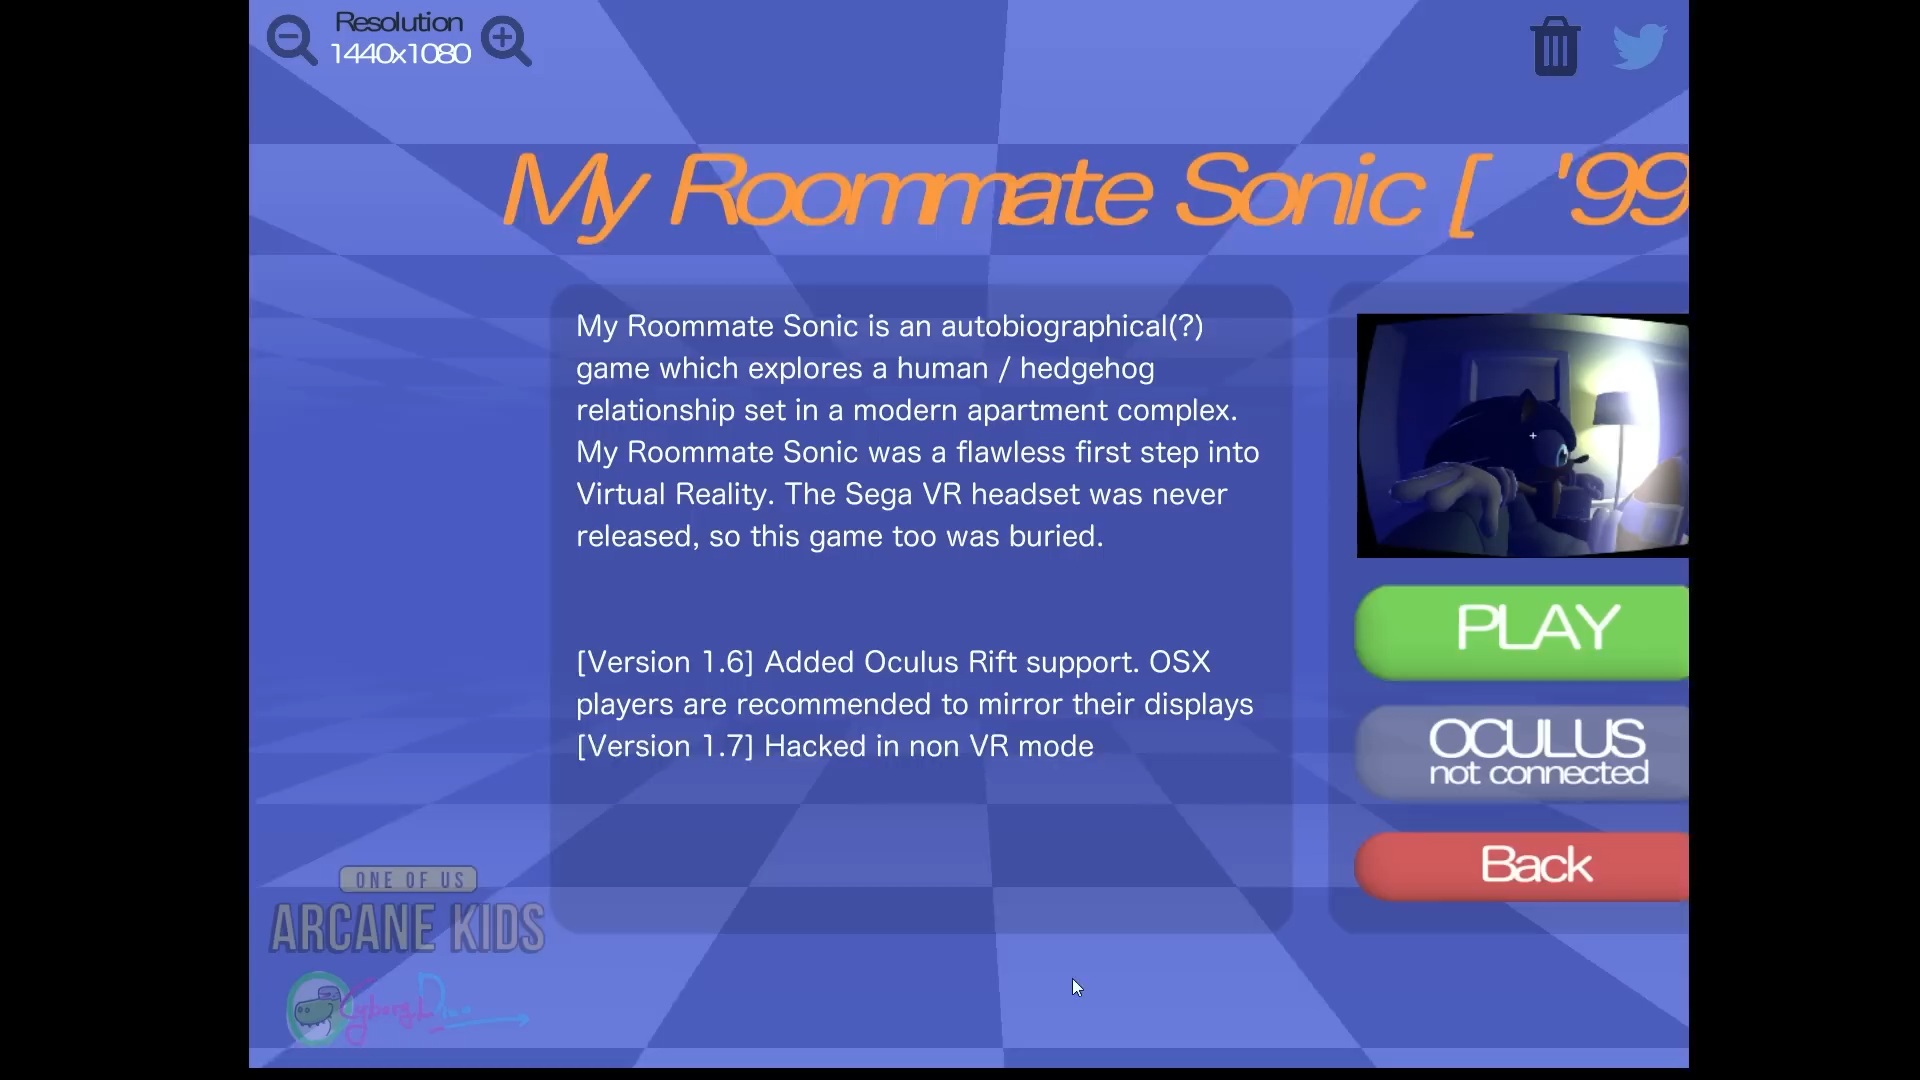 Resolution
1440x1080
My Roommate Sonic [ '99
My Roommate Sonic is an autobiographical(?)
game which explores a human / hedgehog
relationship set in a modern apartment complex.
My Roommate Sonic was a flawless first step into
Virtual Reality. The Sega VR headset was never
released, so this game too was buried.
[Version 1.6] Added Oculus Rift support. OSX
players are recommended to mirror their displays
[Version 1.7] Hacked in non VR mode
PLAY
OCULUS
not connected
Back
ONE OF US
ARCANE KIDS
Cyborg Dino